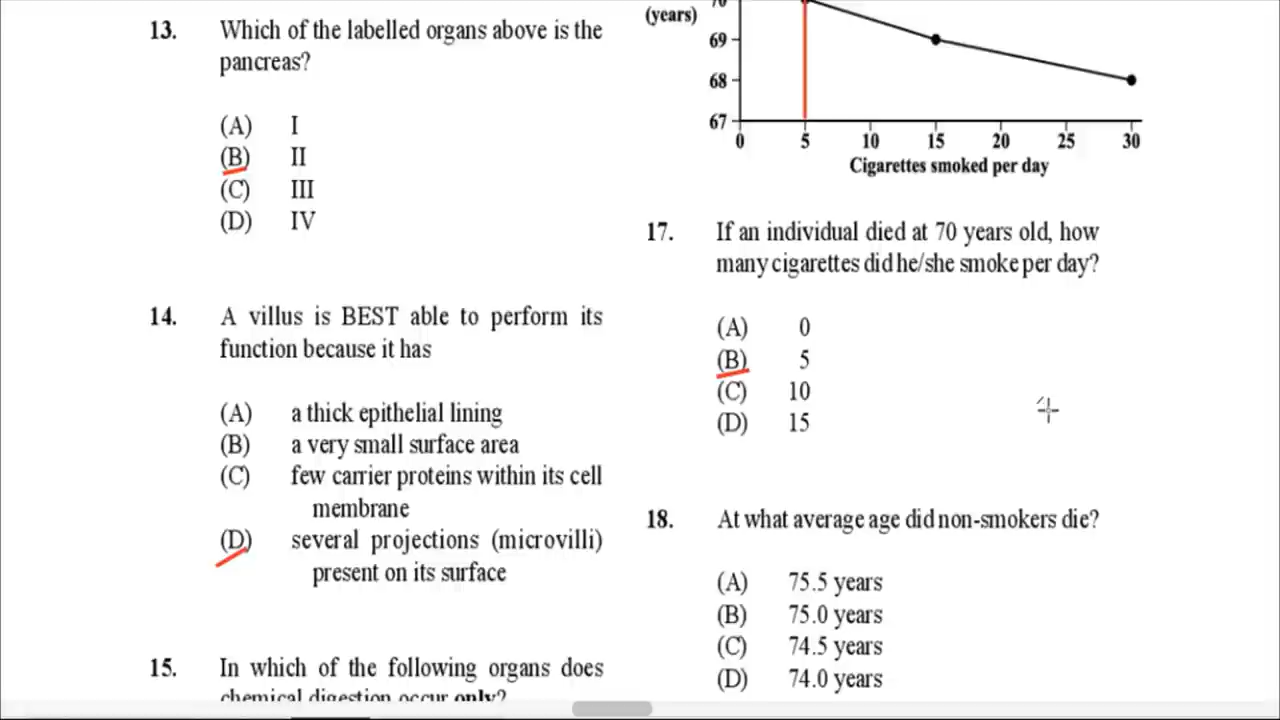 13. Which of the labelled organs above is the
pancreas?
(A) I
(B) II
(C) III
(D) IV
14. A villus is BEST able to perform its
function because it has
(A) a thick epithelial lining
(B) a very small surface area
(C) few carrier proteins within its cell
membrane
(D) several projections (microvilli)
present on its surface
15. In which of the following organs does
chemical digestion occur only?
70
(years)
69
68
67
0 5 10 15 20 25 30
Cigarettes smoked per day
17. If an individual died at 70 years old, how
many cigarettes did he/she smoke per day?
(A) 0
(B) 5
(C) 10
(D) 15
18. At what average age did non-smokers die?
(A) 75.5 years
(B) 75.0 years
(C) 74.5 years
(D) 74.0 years